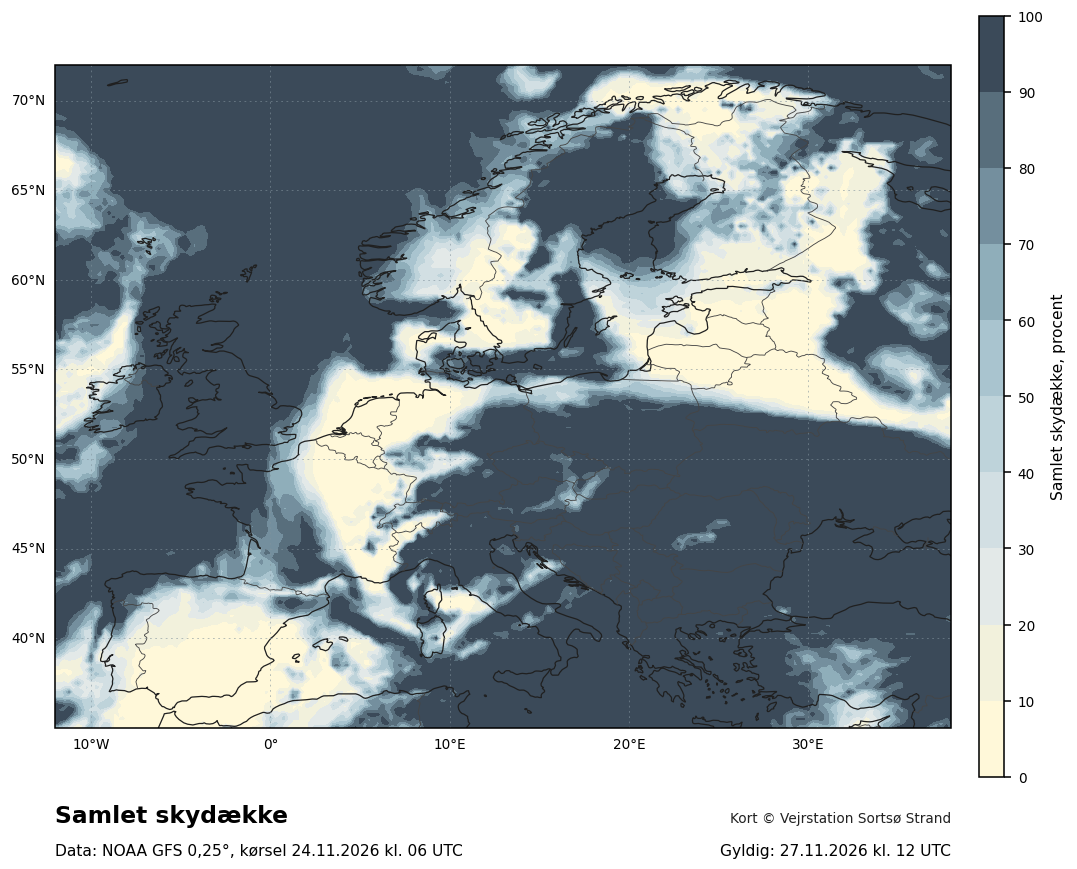 100
90
80
70
60
50
40
30
20
10
0
Samlet skydække, procent
70°N
65°N
60°N
55°N
50°N
45°N
40°N
10°W
0°
10°E
20°E
30°E
Samlet skydække
Kort © Vejrstation Sortsø Strand
Data: NOAA GFS 0,25°, kørsel 24.11.2026 kl. 06 UTC
Gyldig: 27.11.2026 kl. 12 UTC